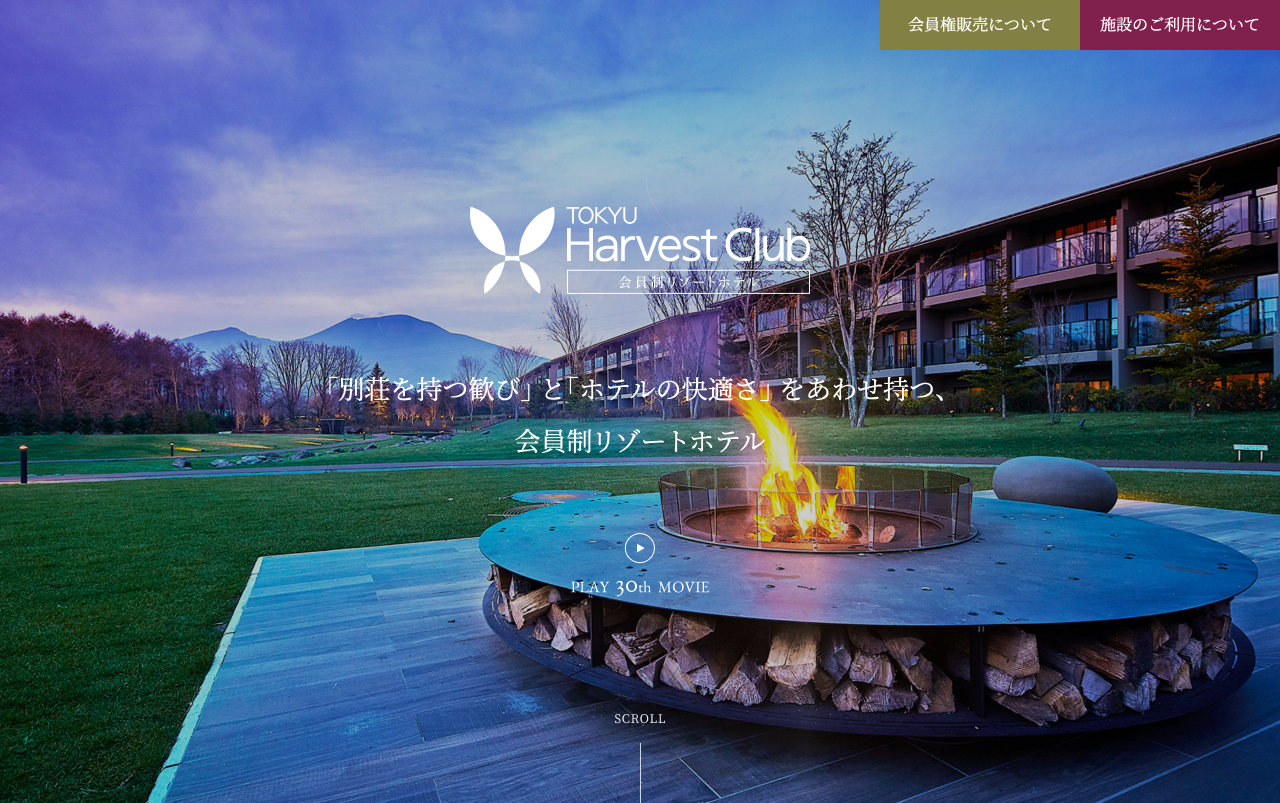 会員権販売について
施設のご利用について
TOKYU
Harvest Club
会員制リゾートホテル
「別荘を持つ歓び」と「ホテルの快適さ」をあわせ持つ、
会員制リゾートホテル
PLAY 30th MOVIE
SCROLL